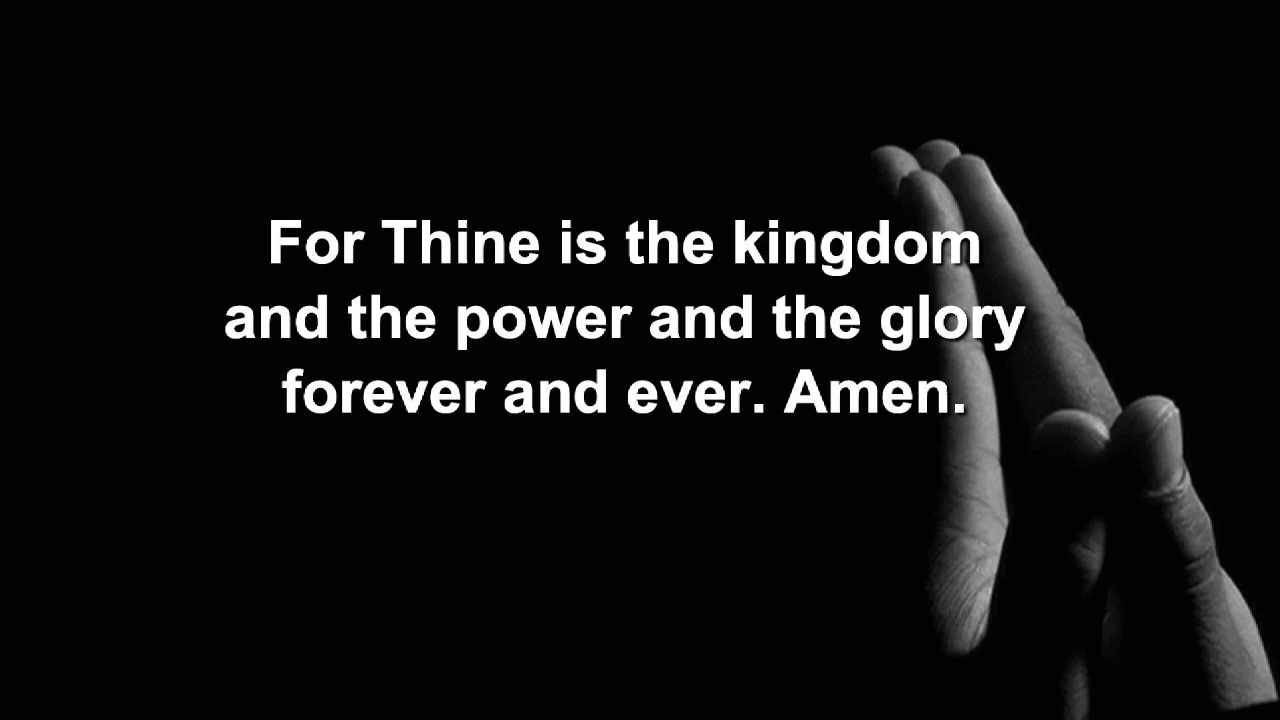 For Thine is the kingdom
and the power and the glory
forever and ever. Amen.